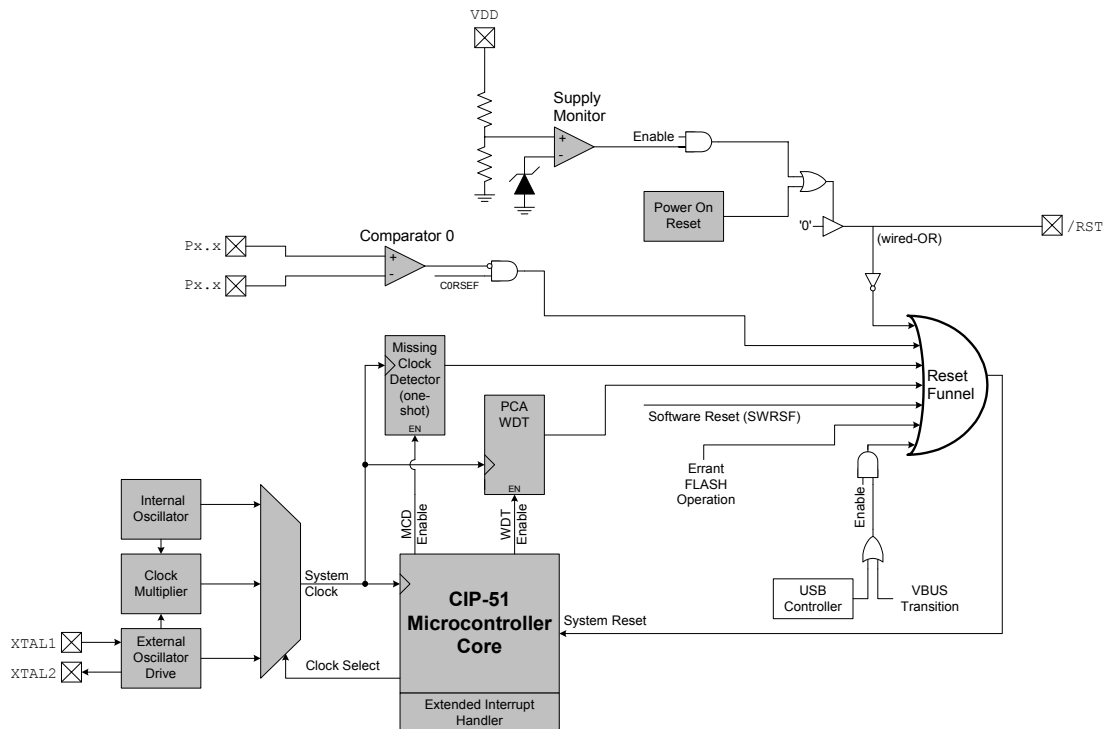 VDD
Supply
Monitor
+
-
Enable
Power On
Reset
'0'
(wired-OR)
/RST
Px.x
Px.x
Comparator 0
+
-
C0RSEF
Missing
Clock
Detector
(one-
shot)
EN
PCA
WDT
EN
Reset
Funnel
Software Reset (SWRSF)
Errant
FLASH
Operation
Enable
USB
Controller
VBUS
Transition
Internal
Oscillator
Clock
Multiplier
External
Oscillator
Drive
XTAL1
XTAL2
System
Clock
MCD
Enable
WDT
Enable
CIP-51
Microcontroller
Core
System Reset
Clock Select
Extended Interrupt
Handler